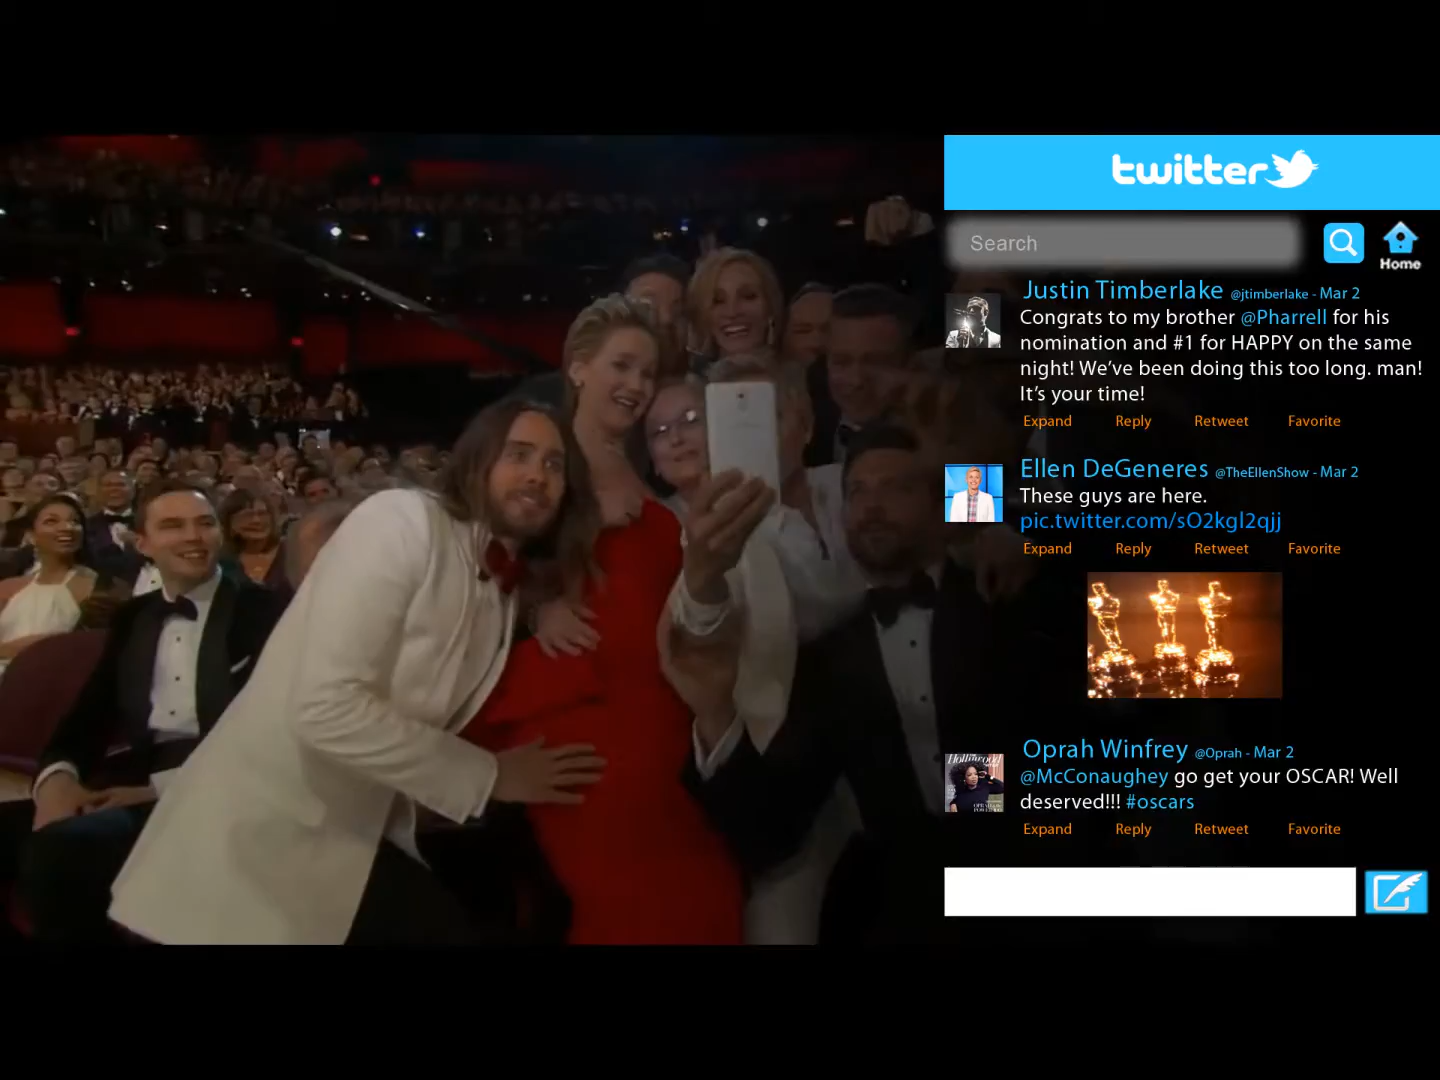 twitter
Search
Home
Justin Timberlake @jtimberlake - Mar 2
Congrats to my brother @Pharrell for his
nomination and #1 for HAPPY on the same
night! We've been doing this too long. man!
It's your time!
Expand Reply Retweet Favorite
Ellen DeGeneres @TheEllenShow - Mar 2
These guys are here.
pic.twitter.com/sO2kgl2qjj
Expand Reply Retweet Favorite
Oprah Winfrey @Oprah - Mar 2
@McConaughey go get your OSCAR! Well
deserved!!! #oscars
Expand Reply Retweet Favorite